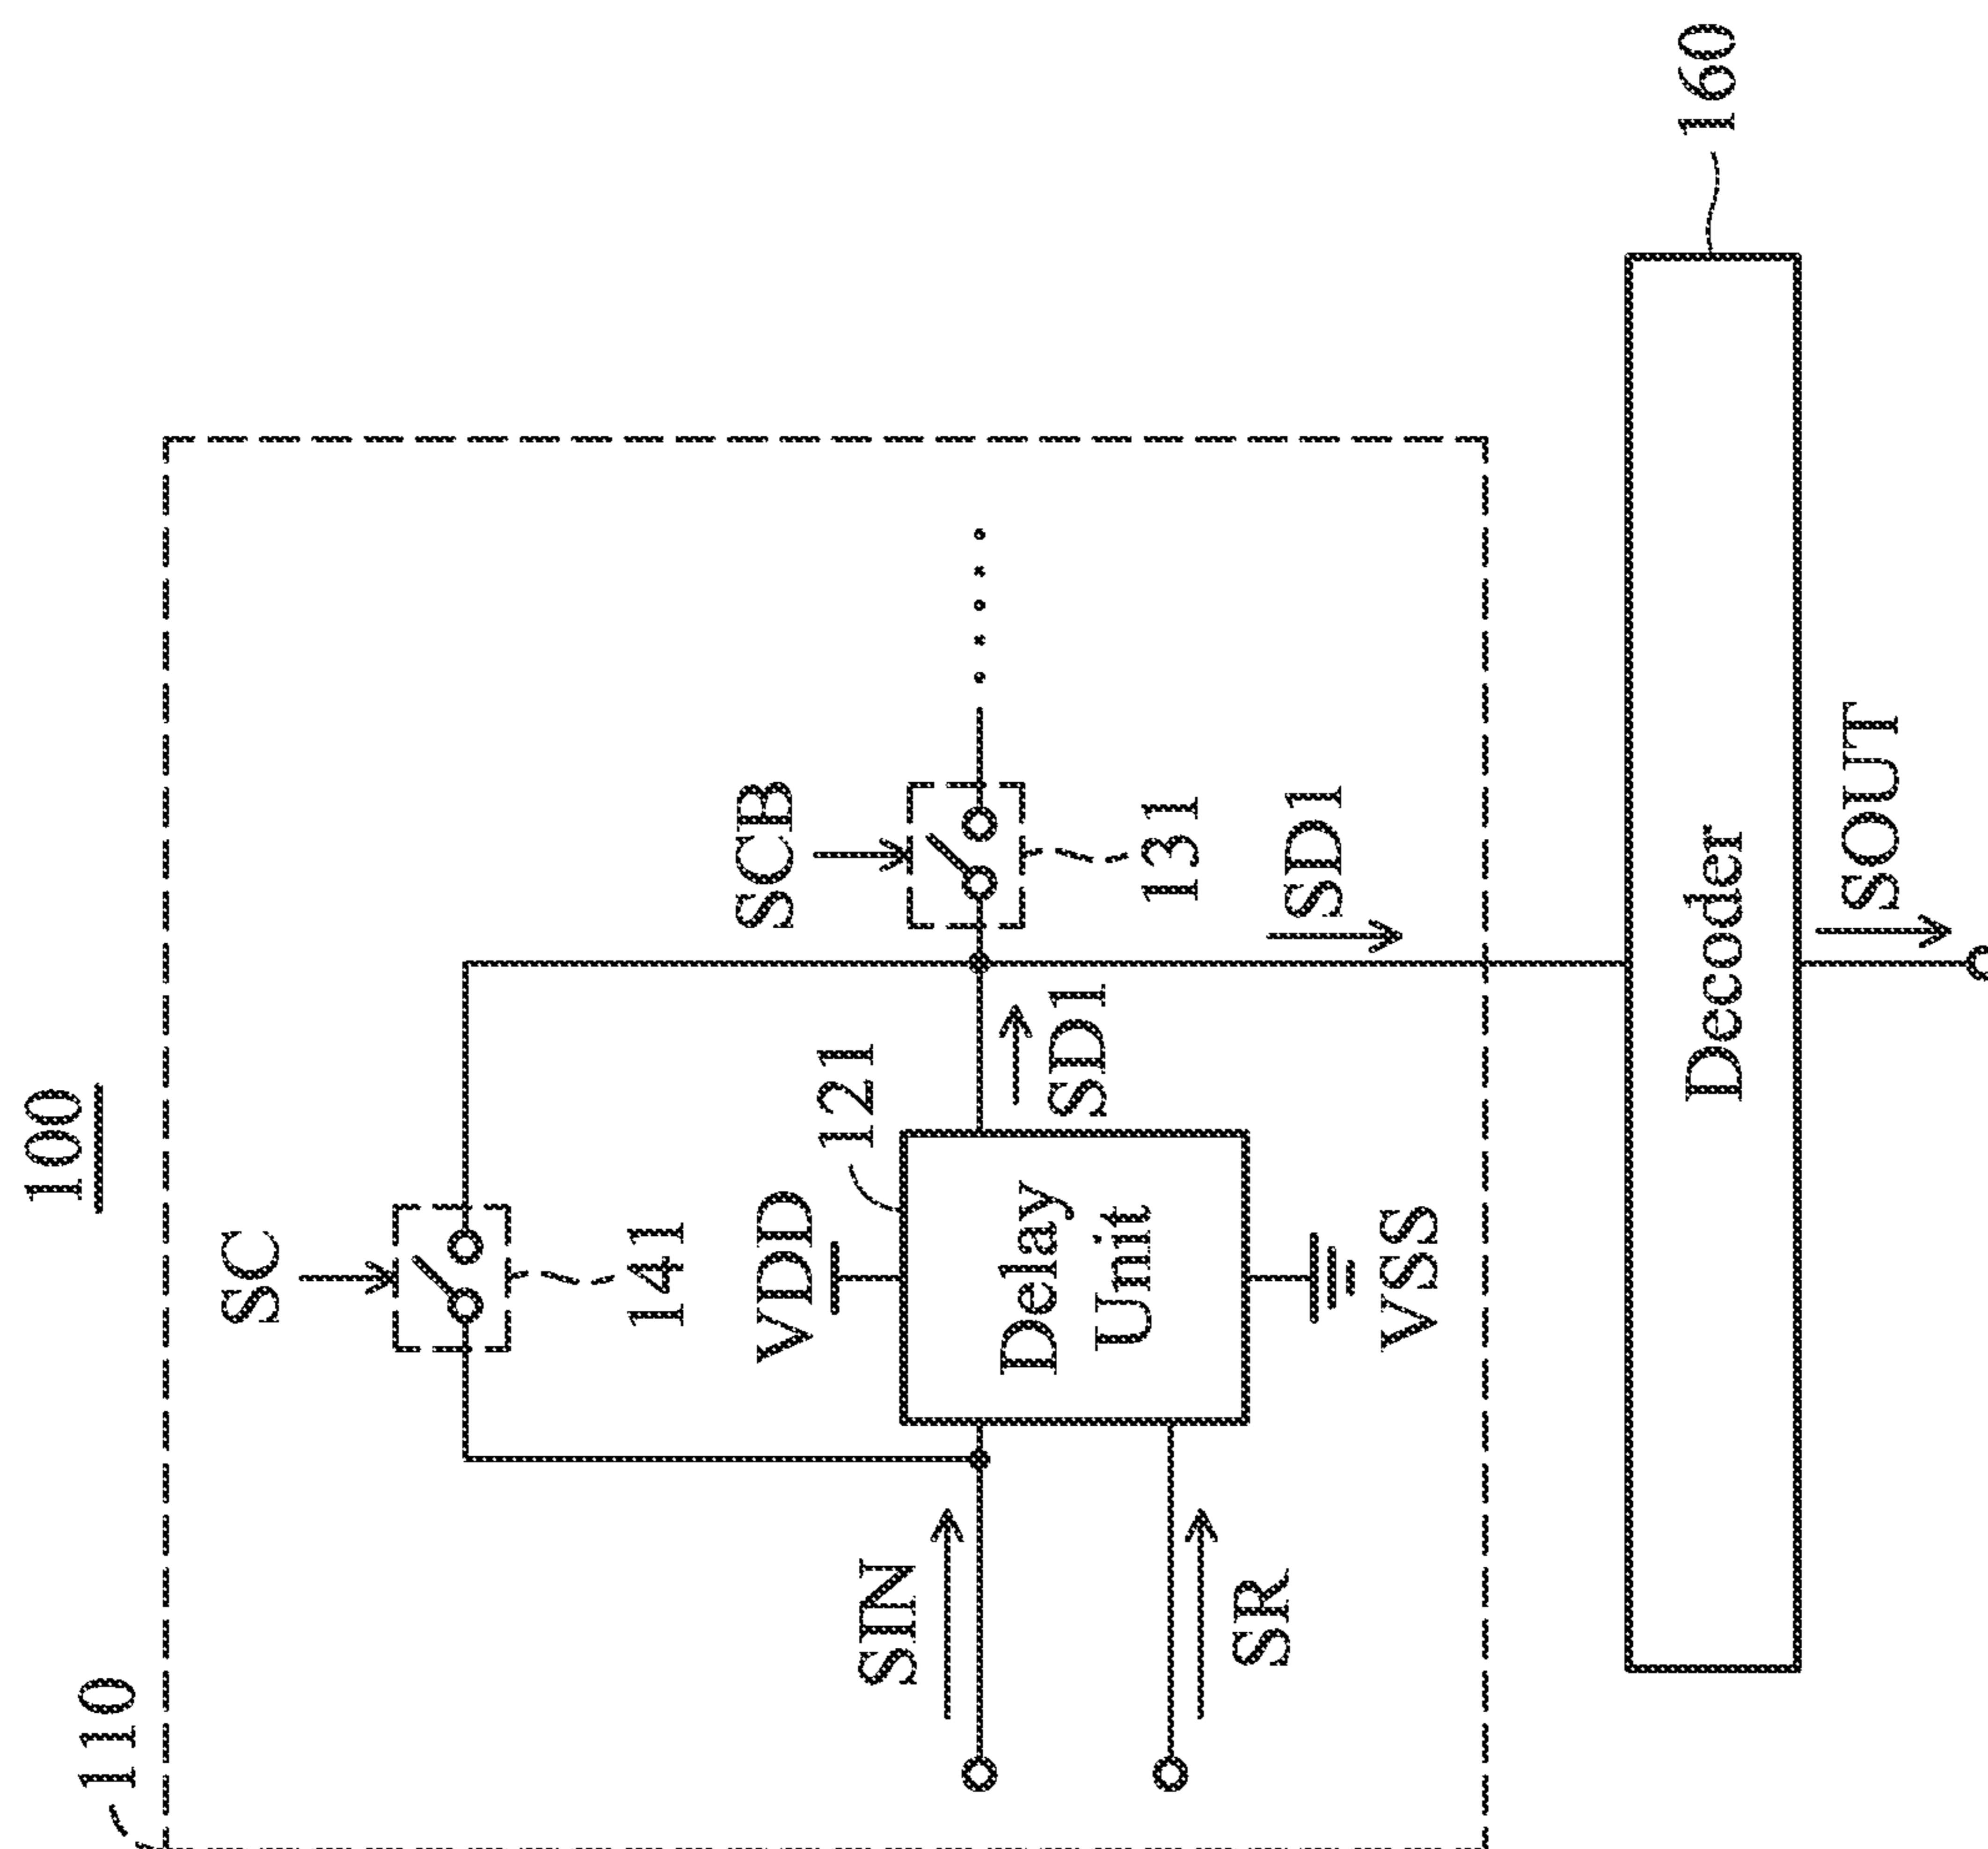 100
110
SC
141
VDD
121
SCB
131
SIN
SR
Delay
Unit
SD1
SD1
VSS
Decoder
160
SOUT